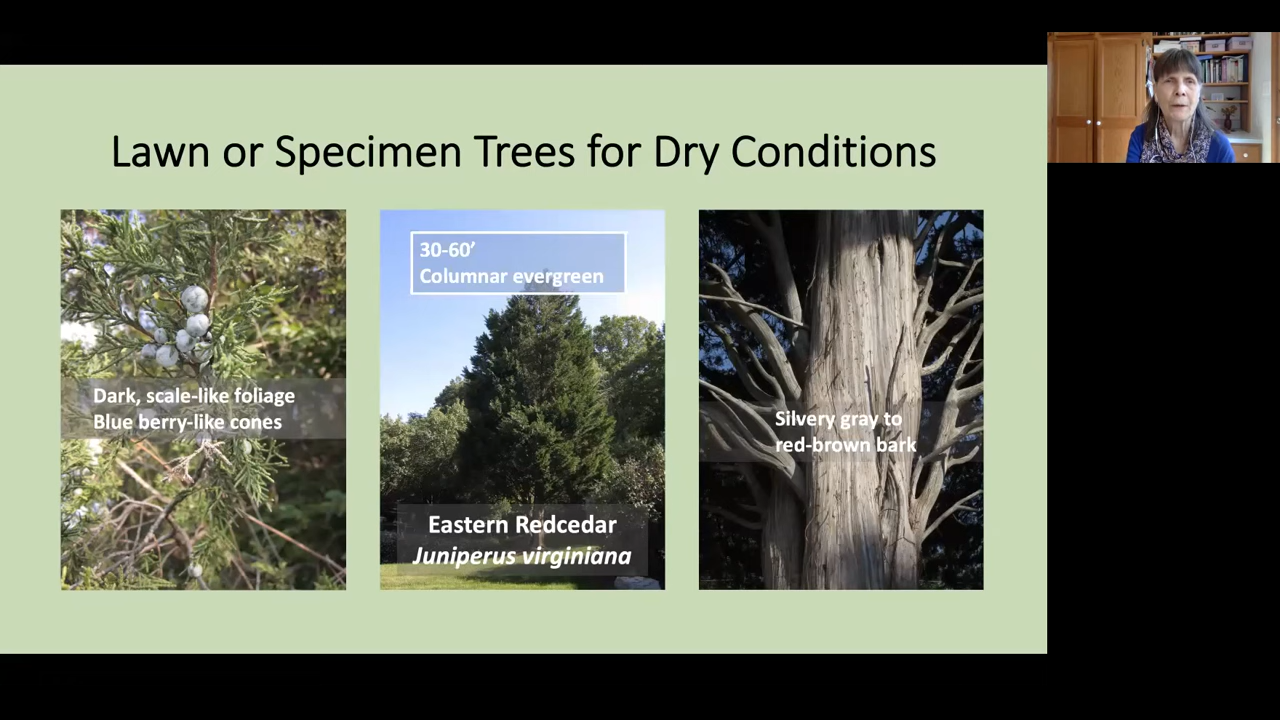 Lawn or Specimen Trees for Dry Conditions
Dark, scale-like foliage
Blue berry-like cones
30-60’
Columnar evergreen
Eastern Redcedar
Juniperus virginiana
Silvery gray to
red-brown bark